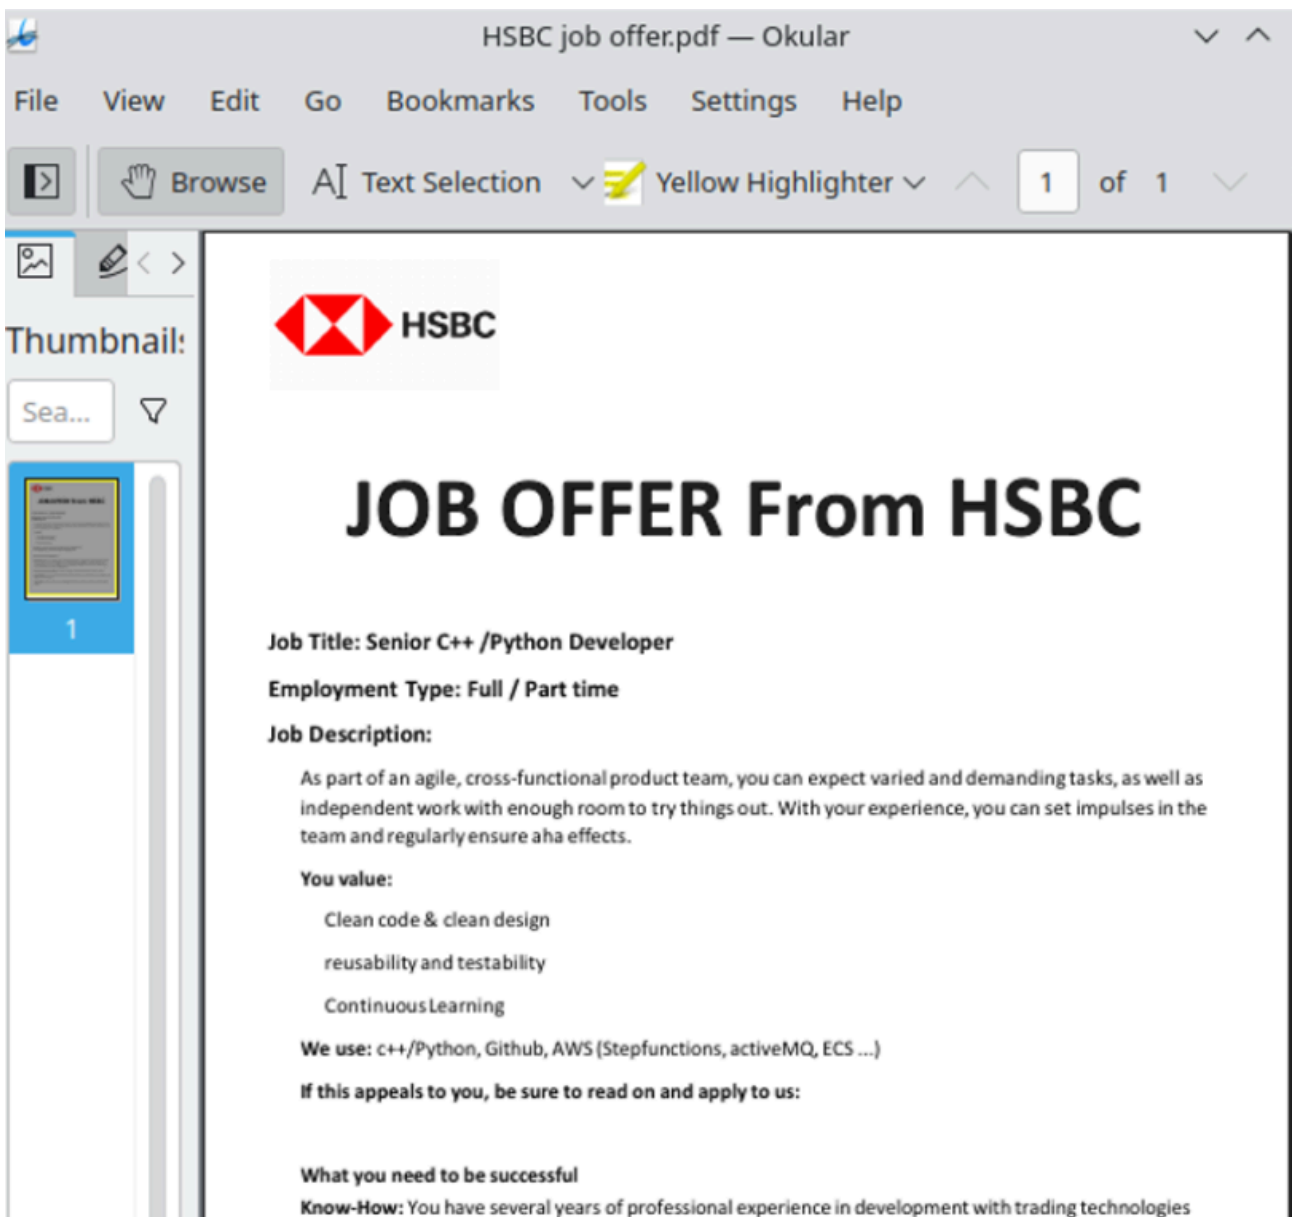 HSBC job offer.pdf — Okular
File View Edit Go Bookmarks Tools Settings Help
Browse Text Selection Yellow Highlighter 1 of 1
Thumbnails
Sea...
1
HSBC
JOB OFFER From HSBC
Job Title: Senior C++ /Python Developer
Employment Type: Full / Part time
Job Description:
As part of an agile, cross-functional product team, you can expect varied and demanding tasks, as well as
independent work with enough room to try things out. With your experience, you can set impulses in the
team and regularly ensure aha effects.
You value:
Clean code & clean design
reusability and testability
Continuous Learning
We use: c++/Python, Github, AWS (Stepfunctions, activeMQ, ECS ...)
If this appeals to you, be sure to read on and apply to us:
What you need to be successful
Know-How: You have several years of professional experience in development with trading technologies